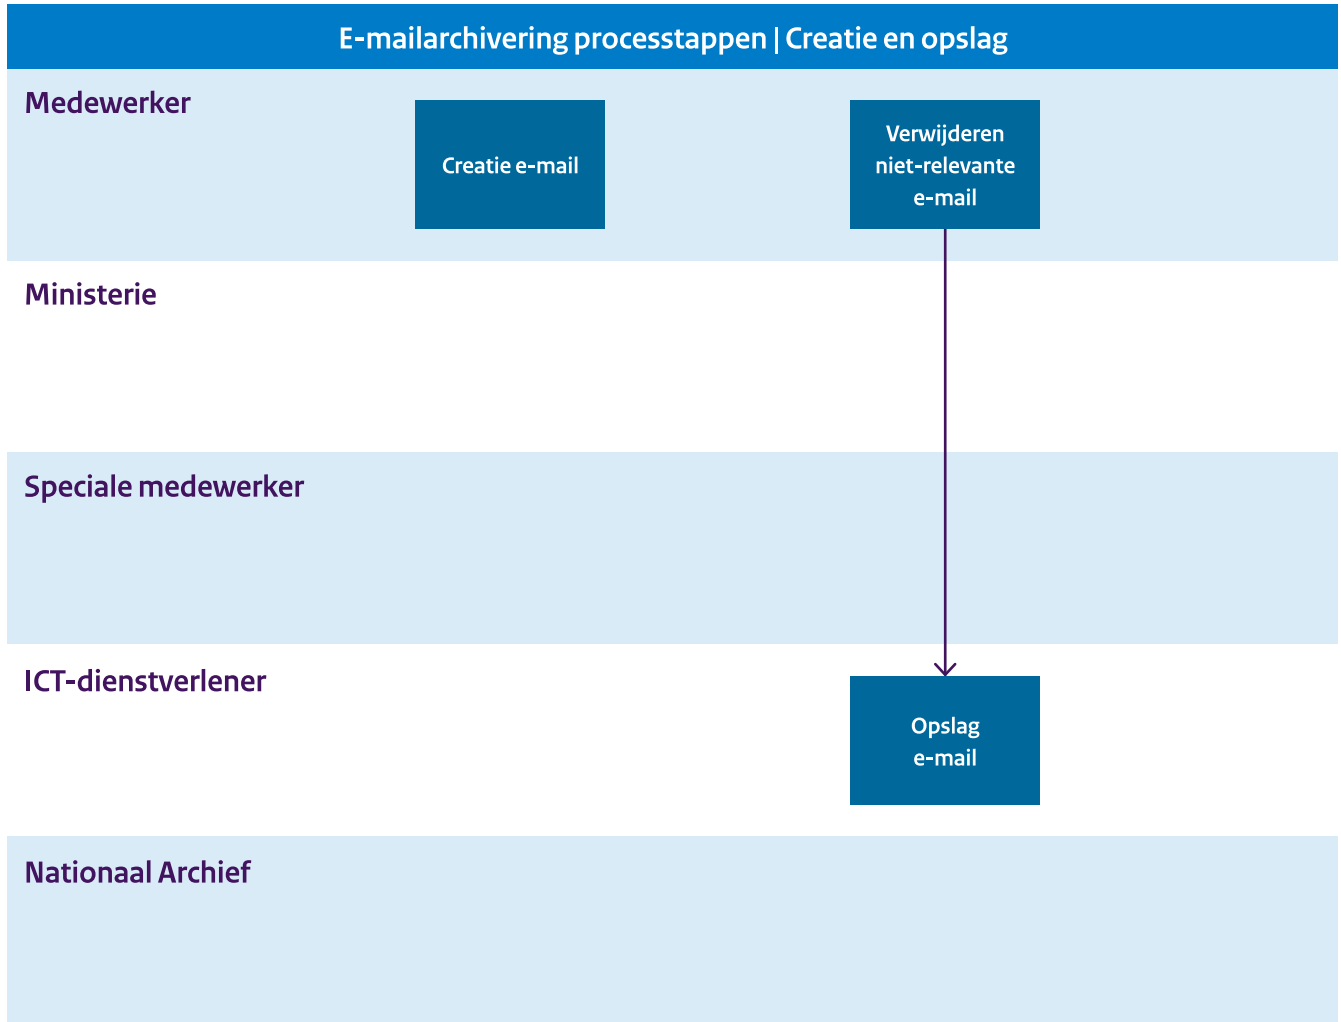 E-mailarchivering processtappen | Creatie en opslag
Medewerker
Creatie e-mail
Verwijderen
niet-relevante
e-mail
Ministerie
Speciale medewerker
ICT-dienstverlener
Opslag
e-mail
Nationaal Archief